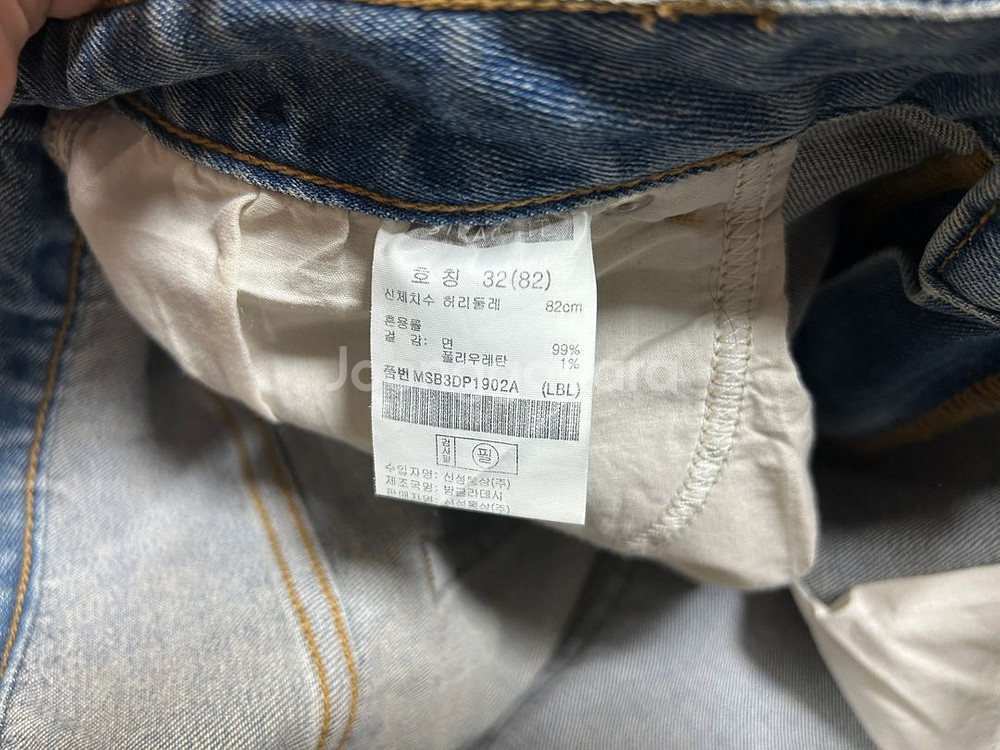 호 칭 32(82)
신체치수 허리둘레 82cm
혼용률
겉 감: 면 99%
폴리우레탄 1%
품번 MSB3DP1902A (LBL)
검사필 필
수입자명: 신성통상(주)
제조국명: 방글라데시
판매자명: 신성통상(주)